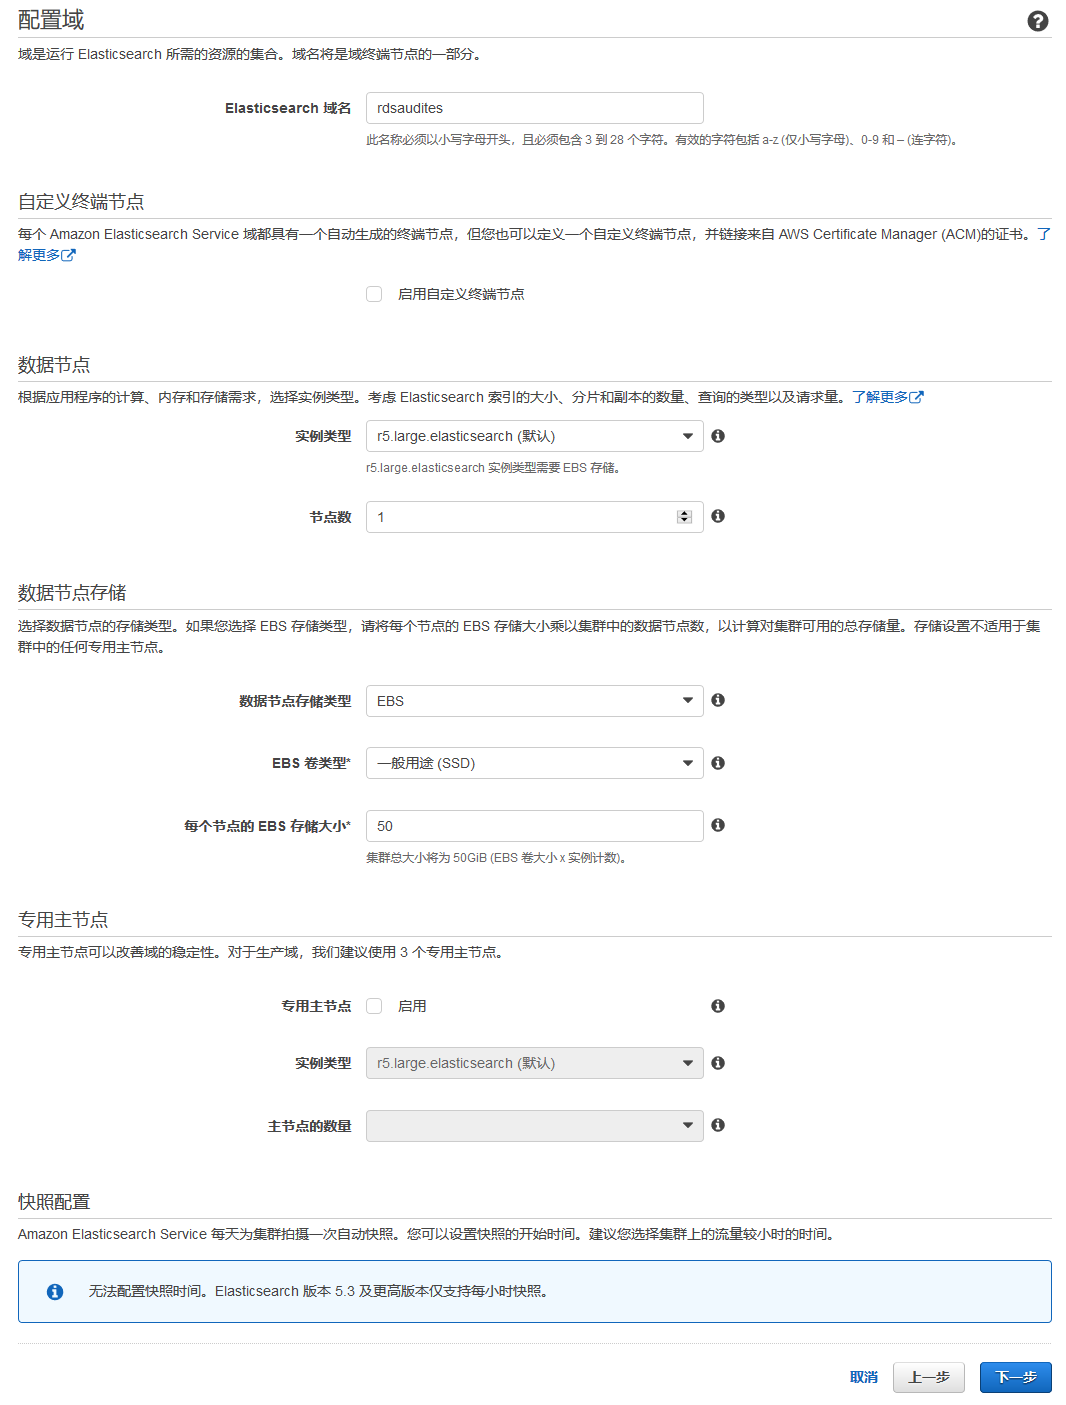 配置域
域是运行 Elasticsearch 所需的资源的集合。域名将是域终端节点的一部分。
Elasticsearch 域名
rdsaudites
此名称必须以小写字母开头，且必须包含 3 到 28 个字符。有效的字符包括 a-z (仅小写字母)、0-9 和 – (连字符)。
自定义终端节点
每个 Amazon Elasticsearch Service 域都具有一个自动生成的终端节点，但您也可以定义一个自定义终端节点，并链接来自 AWS Certificate Manager (ACM)的证书。了
解更多
启用自定义终端节点
数据节点
根据应用程序的计算、内存和存储需求，选择实例类型。考虑 Elasticsearch 索引的大小、分片和副本的数量、查询的类型以及请求量。了解更多
实例类型
r5.large.elasticsearch (默认)
r5.large.elasticsearch 实例类型需要 EBS 存储。
节点数
1
数据节点存储
选择数据节点的存储类型。如果您选择 EBS 存储类型，请将每个节点的 EBS 存储大小乘以集群中的数据节点数，以计算对集群可用的总存储量。存储设置不适用于集
群中的任何专用主节点。
数据节点存储类型
EBS
EBS 卷类型*
一般用途 (SSD)
每个节点的 EBS 存储大小*
50
集群总大小将为 50GiB (EBS 卷大小 x 实例计数)。
专用主节点
专用主节点可以改善域的稳定性。对于生产域，我们建议使用 3 个专用主节点。
专用主节点
启用
实例类型
r5.large.elasticsearch (默认)
主节点的数量
快照配置
Amazon Elasticsearch Service 每天为集群拍摄一次自动快照。您可以设置快照的开始时间。建议您选择集群上的流量较小时的时间。
无法配置快照时间。Elasticsearch 版本 5.3 及更高版本仅支持每小时快照。
取消
上一步
下一步